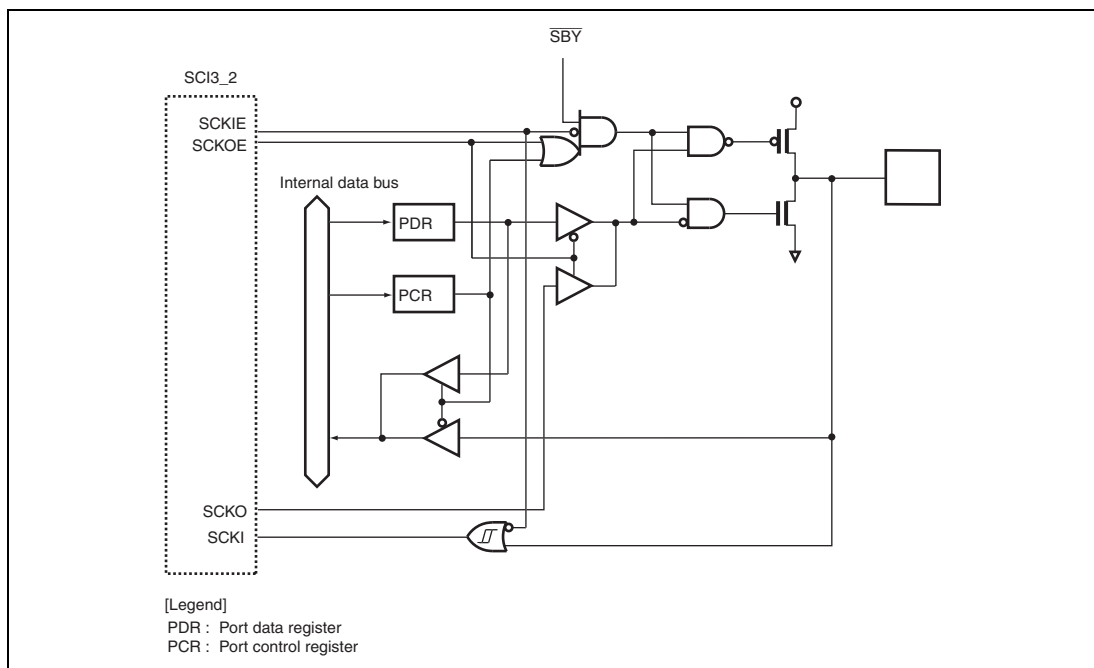 SBY
SCI3_2
SCKIE
SCKOE
Internal data bus
PDR
PCR
SCKO
SCKI
[Legend]
PDR : Port data register
PCR : Port control register